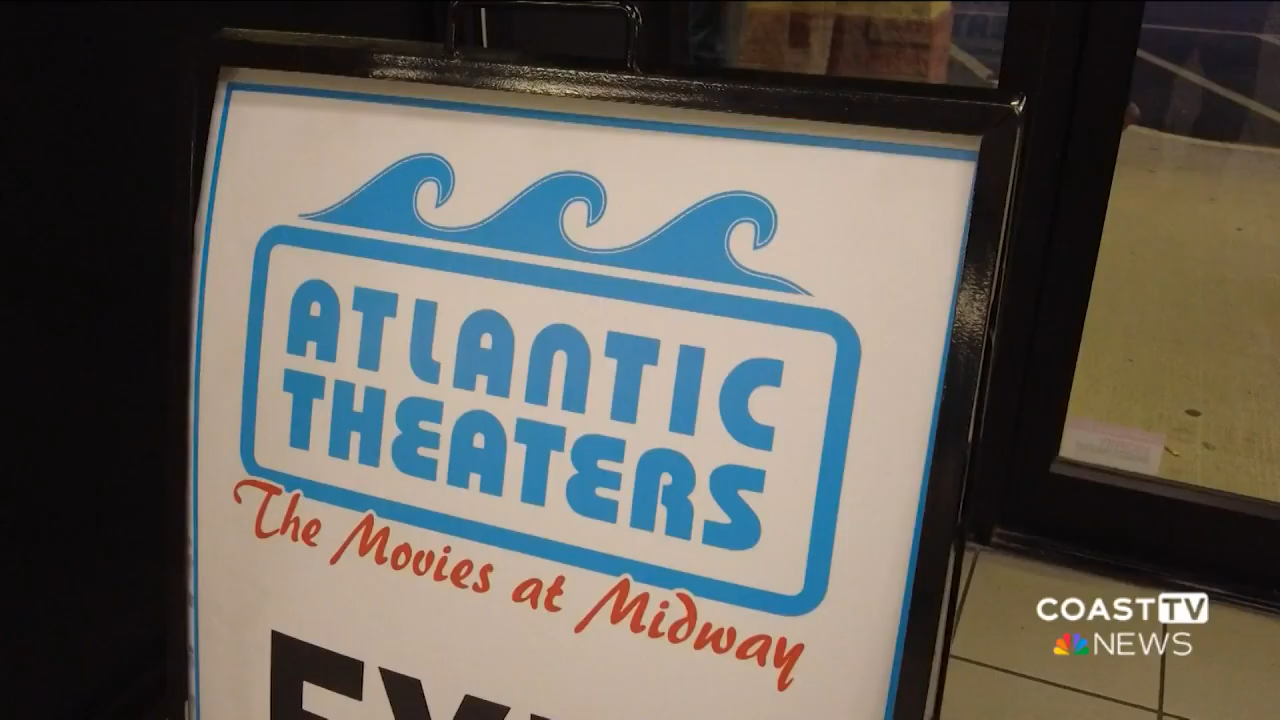 ATLANTIC
THEATERS
The Movies at Midway
COAST TV
NEWS